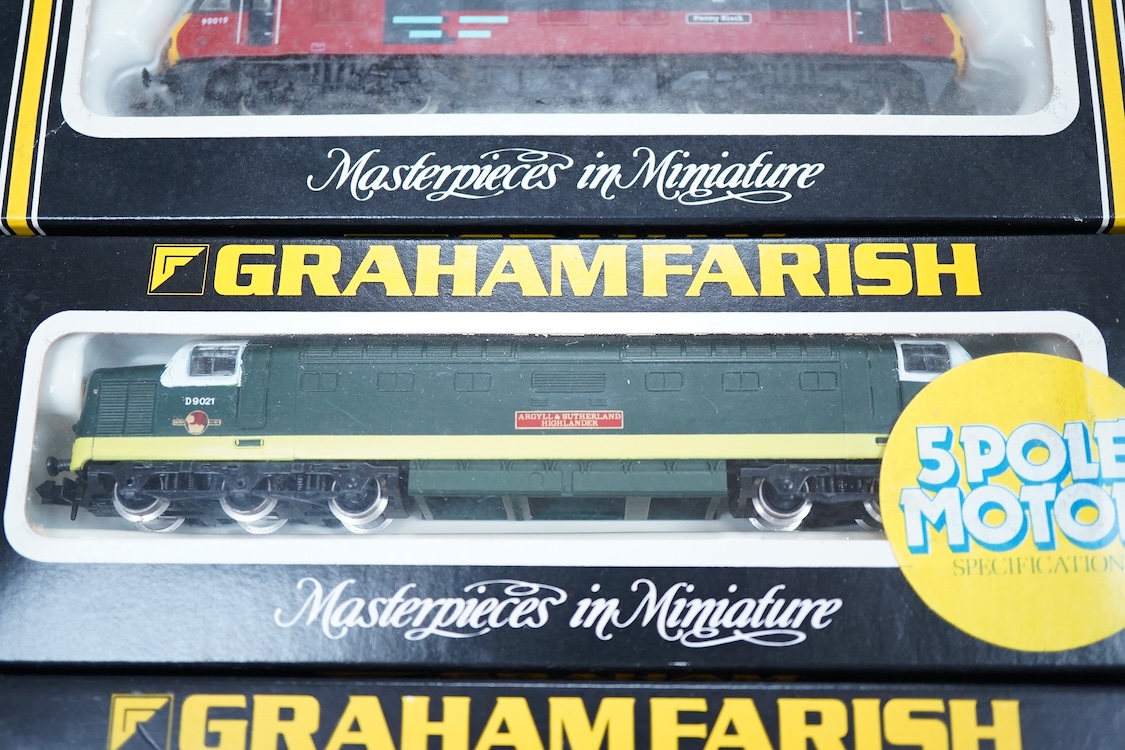 90019
Penny Black
Masterpieces in Miniature
GRAHAM FARISH
D9021
ARGYLL & SUTHERLAND
HIGHLANDER
5 POLE
MOTOR
SPECIFICATION
Masterpieces in Miniature
GRAHAM FARISH